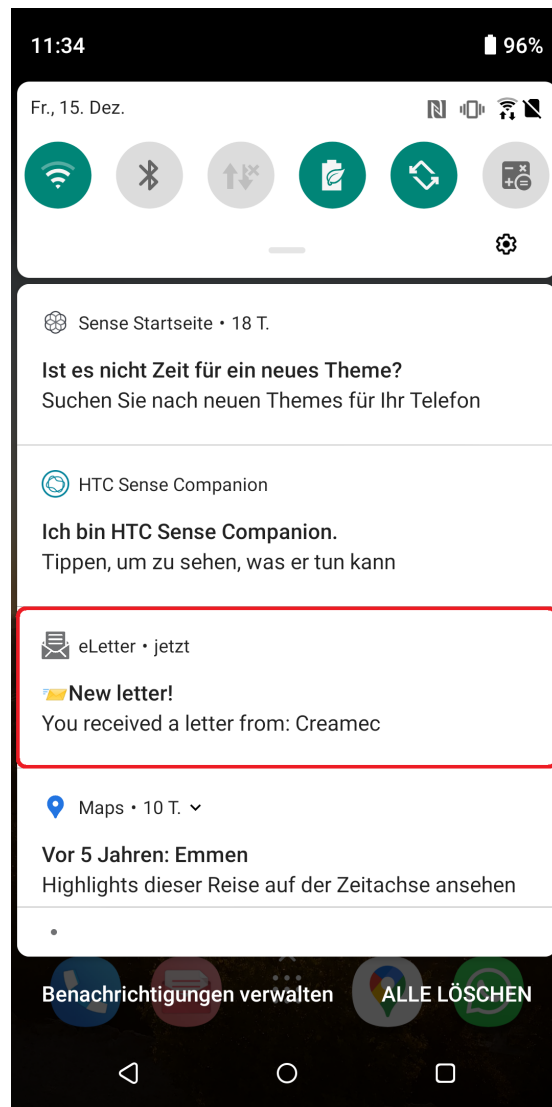 11:34 96%
Fr., 15. Dez.
Sense Startseite • 18 T.
Ist es nicht Zeit für ein neues Theme?
Suchen Sie nach neuen Themes für Ihr Telefon
HTC Sense Companion
Ich bin HTC Sense Companion.
Tippen, um zu sehen, was er tun kann
eLetter • jetzt
📨New letter!
You received a letter from: Creamec
Maps • 10 T.
Vor 5 Jahren: Emmen
Highlights dieser Reise auf der Zeitachse ansehen
Benachrichtigungen verwalten ALLE LÖSCHEN